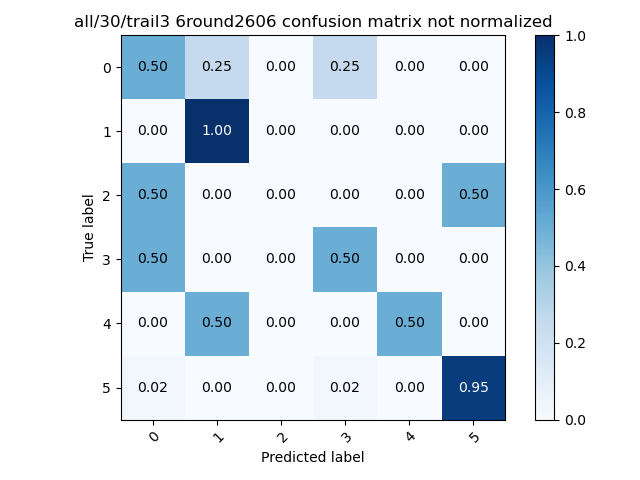 all/30/trail3 6round2606 confusion matrix not normalized
0 0.50 0.25 0.00 0.25 0.00 0.00
1 0.00 1.00 0.00 0.00 0.00 0.00
2 0.50 0.00 0.00 0.00 0.00 0.50
3 0.50 0.00 0.00 0.50 0.00 0.00
4 0.00 0.50 0.00 0.00 0.50 0.00
5 0.02 0.00 0.00 0.02 0.00 0.95
0 1 2 3 4 5
True label
Predicted label
1.0
0.8
0.6
0.4
0.2
0.0